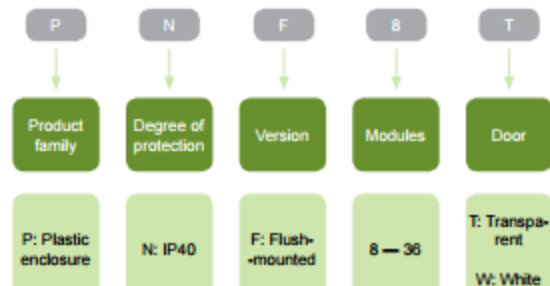 P N F 8 T
Product family
Degree of protection
Version
Modules
Door
P: Plastic enclosure
N: IP40
F: Flush-
-mounted
8 — 36
T: Transpa-
rent
W: White